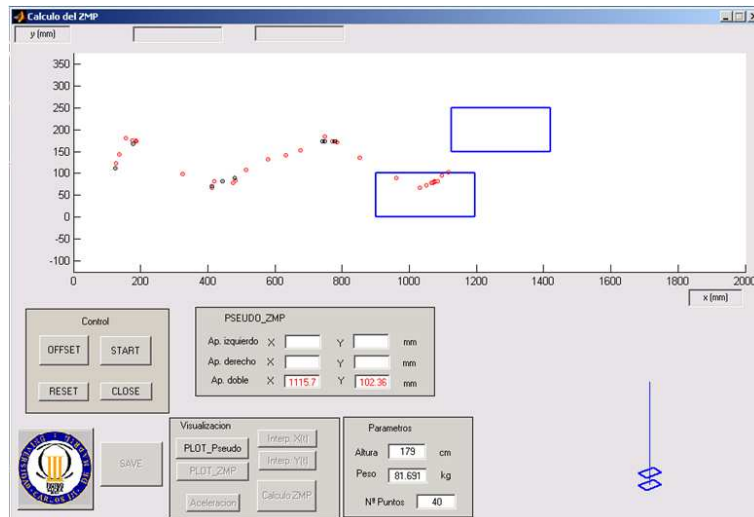 Calculo del ZMP
y (mm)
350
300
250
200
150
100
50
0
-50
-100
0 200 400 600 800 1000 1200 1400 1600 1800 2000
x (mm)
Control
OFFSET START
RESET CLOSE
PSEUDO_ZMP
Ap. izquierdo X Y mm
Ap. derecho X Y mm
Ap. doble X 1115.7 Y 102.36 mm
SAVE
Visualizacion
PLOT_Pseudo Interp. X(t)
PLOT_ZMP Interp. Y(t)
Aceleracion Calculo ZMP
Parametros
Altura 179 cm
Peso 81.691 kg
Nº Puntos 40